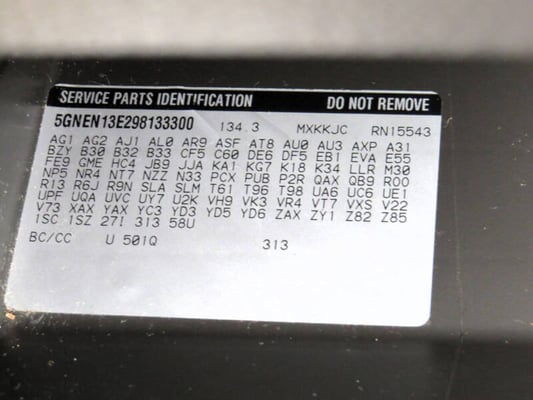 SERVICE PARTS IDENTIFICATION DO NOT REMOVE
5GNEN13E298133300 134.3 MXKKJC RN15543
AG1 AG2 AJ1 AL0 AR9 ASF AT8 AU0 AU3 AXP A31
BZY B30 B32 B33 CF5 C60 DE6 DF5 EB1 EVA E55
FE9 GME HC4 JB9 JJA KA1 KG7 K18 K34 LLR M30
NP5 NR4 NT7 NZZ N33 PCX PUB P2R QAX QB9 R00
R13 R6J R9N SLA SLM T61 T96 T98 UA6 UC6 UE1
UPF UQA UVC UY7 U2K VH9 VK3 VR4 VT7 VXS V22
V73 XAX YAX YC3 YD3 YD5 YD6 ZAX ZY1 Z82 Z85
1SC 1SZ 27I 313 58U
BC/CC U 501Q 313